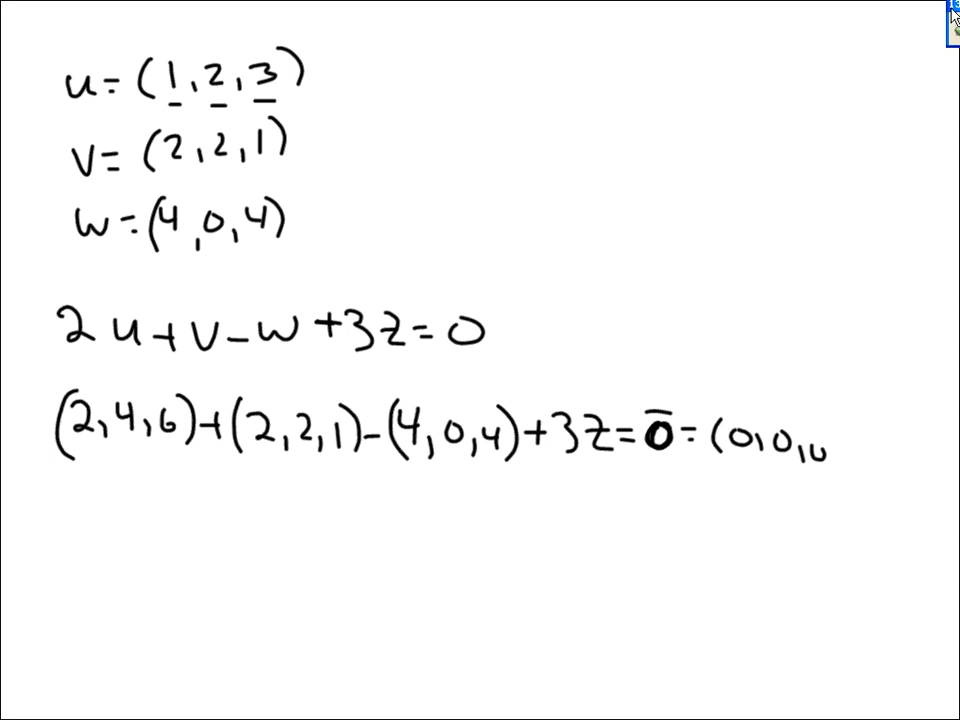 u=(1,2,3)
v=(2,2,1)
w=(4,0,4)
2u+v-w+3z=0
(2,4,6)+(2,2,1)-(4,0,4)+3z=0̅=(0,0,0